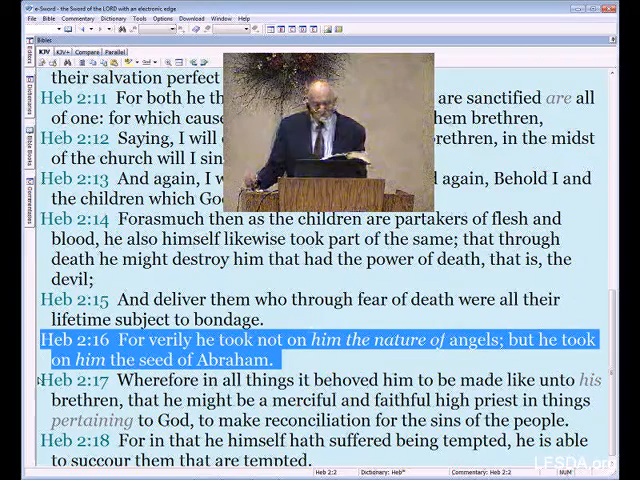 e-Sword - the Sword of the LORD with an electronic edge
File Bible Commentary Dictionary Tools Options Download Window Help
Bibles
KJV KJV+ Compare Parallel
their salvation perfect
Heb 2:11 For both he th are sanctified are all
of one: for which cause them brethren,
Heb 2:12 Saying, I will brethren, in the midst
of the church will I sin
Heb 2:13 And again, I w d again, Behold I and
the children which God
Heb 2:14 Forasmuch then as the children are partakers of flesh and
blood, he also himself likewise took part of the same; that through
death he might destroy him that had the power of death, that is, the
devil;
Heb 2:15 And deliver them who through fear of death were all their
lifetime subject to bondage.
Heb 2:16 For verily he took not on him the nature of angels; but he took
on him the seed of Abraham.
Heb 2:17 Wherefore in all things it behoved him to be made like unto his
brethren, that he might be a merciful and faithful high priest in things
pertaining to God, to make reconciliation for the sins of the people.
Heb 2:18 For in that he himself hath suffered being tempted, he is able
to succour them that are tempted.
Editors
Dictionaries
Bible Books
Commentaries
Heb 2:2 Dictionary: Heb Commentary: Heb 2:2 NUM
LFSDA.org